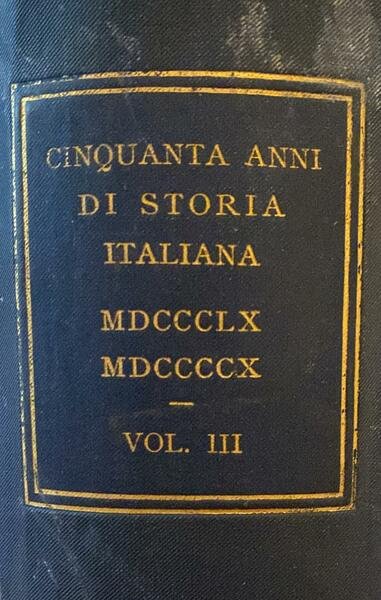 CINQUANTA ANNI
DI STORIA
ITALIANA
MDCCCLX
MDCCCCX
VOL. III